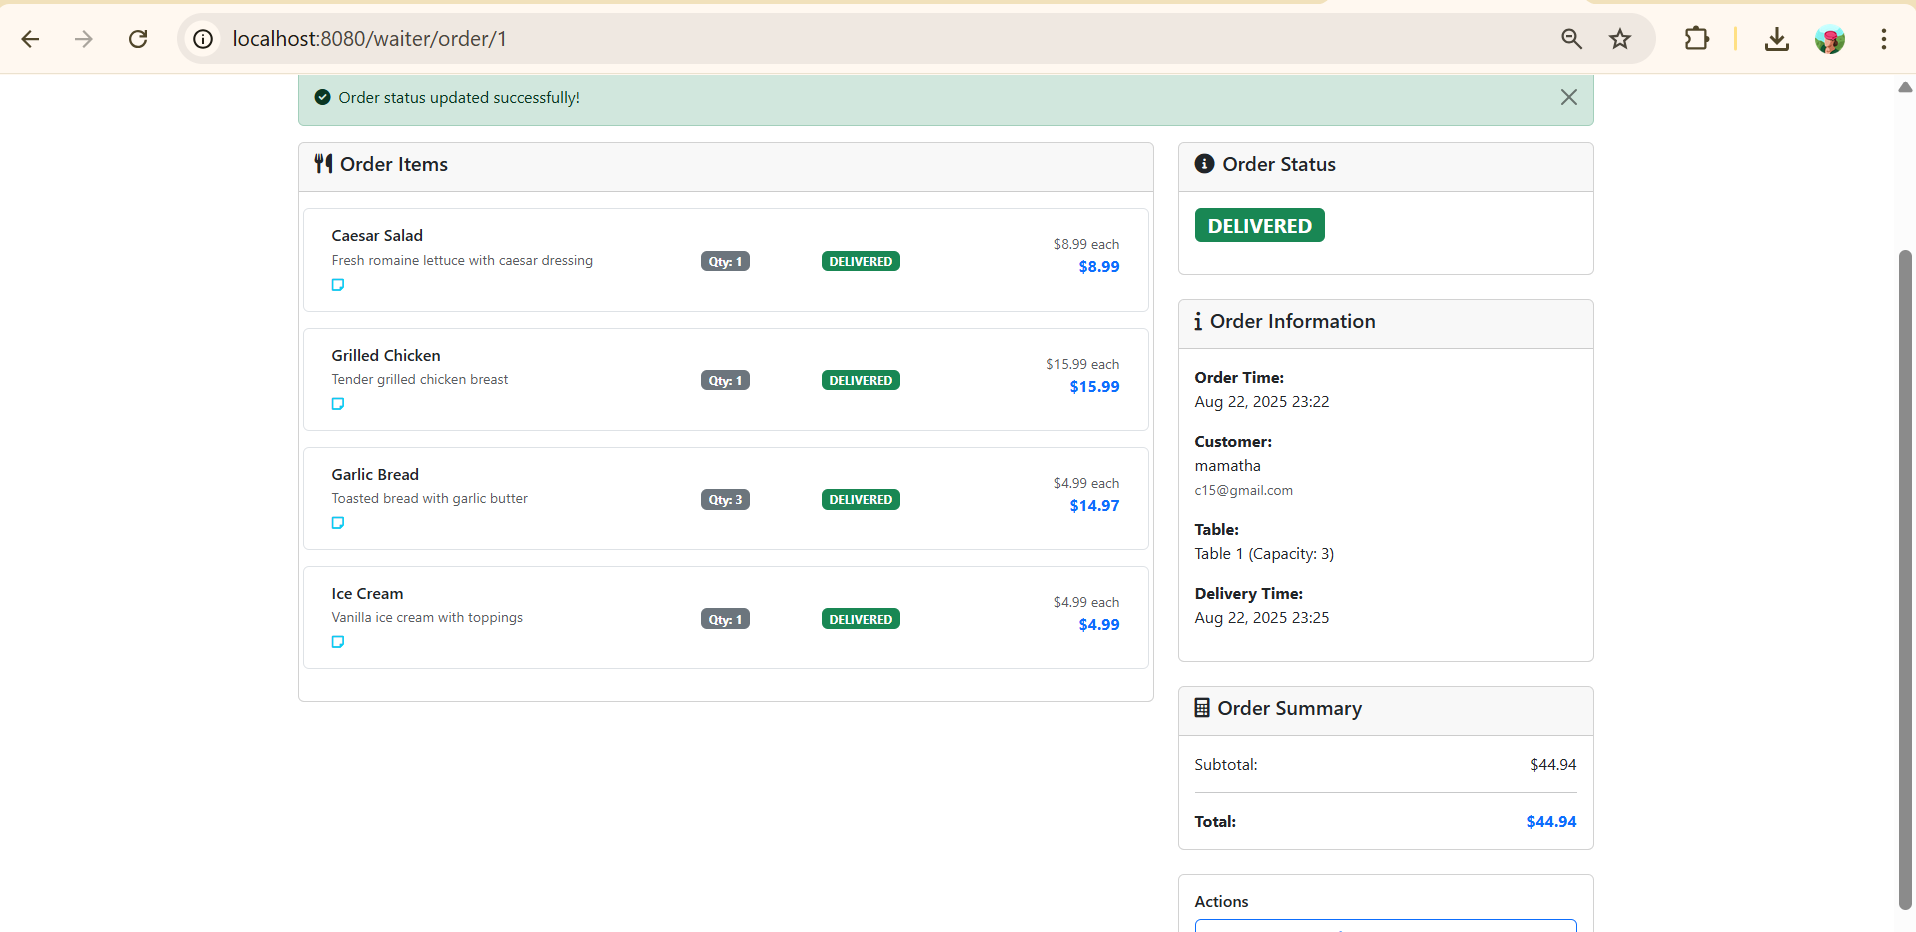 localhost:8080/waiter/order/1
Order status updated successfully!
Order Items
Caesar Salad
Fresh romaine lettuce with caesar dressing
Qty: 1
DELIVERED
$8.99 each
$8.99
Grilled Chicken
Tender grilled chicken breast
Qty: 1
DELIVERED
$15.99 each
$15.99
Garlic Bread
Toasted bread with garlic butter
Qty: 3
DELIVERED
$4.99 each
$14.97
Ice Cream
Vanilla ice cream with toppings
Qty: 1
DELIVERED
$4.99 each
$4.99
Order Status
DELIVERED
Order Information
Order Time:
Aug 22, 2025 23:22
Customer:
mamatha
c15@gmail.com
Table:
Table 1 (Capacity: 3)
Delivery Time:
Aug 22, 2025 23:25
Order Summary
Subtotal: $44.94
Total: $44.94
Actions